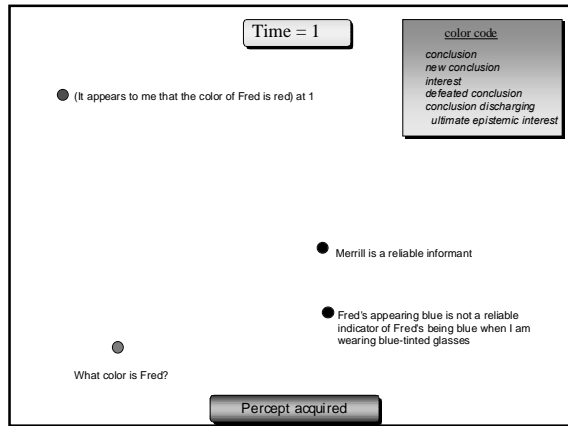 Time = 1
color code
conclusion
new conclusion
interest
defeated conclusion
conclusion discharging
ultimate epistemic interest
(It appears to me that the color of Fred is red) at 1
Merrill is a reliable informant
Fred's appearing blue is not a reliable
indicator of Fred's being blue when I am
wearing blue-tinted glasses
What color is Fred?
Percept acquired